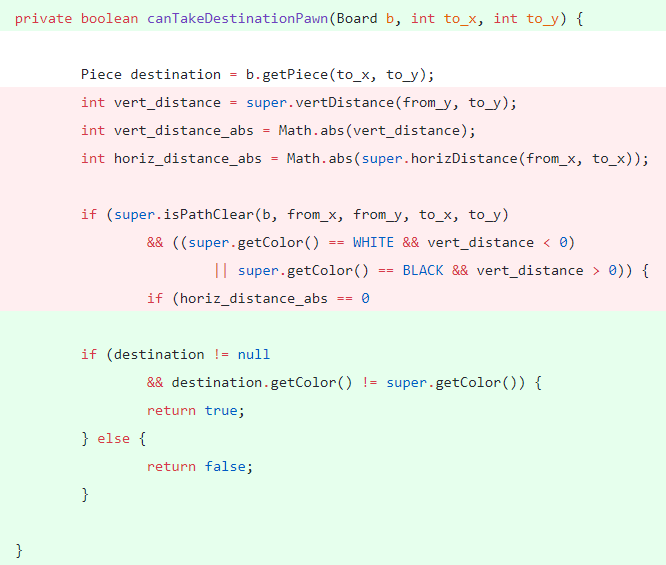 private boolean canTakeDestinationPawn(Board b, int to_x, int to_y) {
Piece destination = b.getPiece(to_x, to_y);
int vert_distance = super.vertDistance(from_y, to_y);
int vert_distance_abs = Math.abs(vert_distance);
int horiz_distance_abs = Math.abs(super.horizDistance(from_x, to_x));
if (super.isPathClear(b, from_x, from_y, to_x, to_y)
&& ((super.getColor() == WHITE && vert_distance < 0)
|| super.getColor() == BLACK && vert_distance > 0)) {
if (horiz_distance_abs == 0
if (destination != null
&& destination.getColor() != super.getColor()) {
return true;
} else {
return false;
}
}